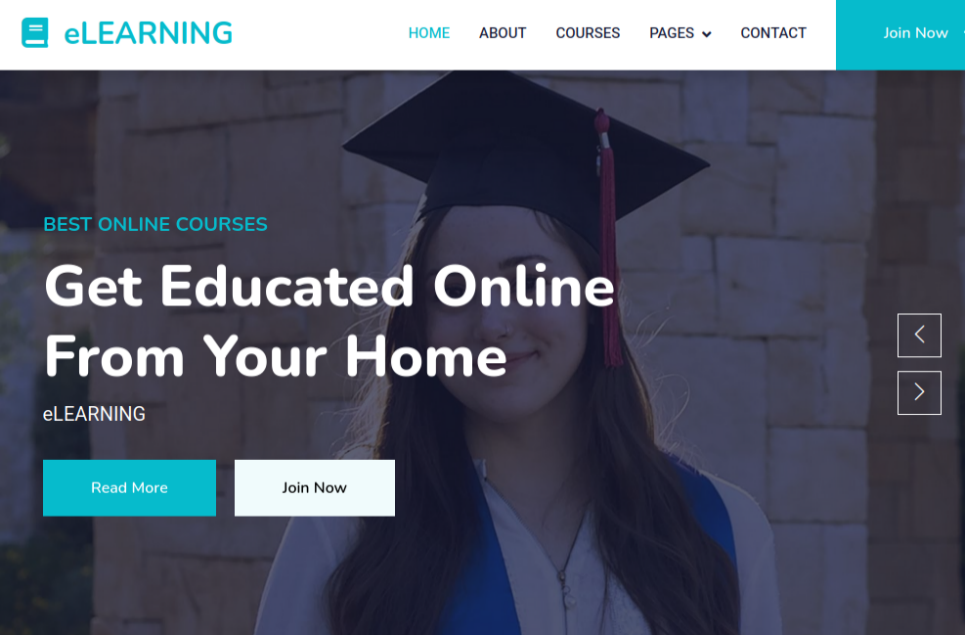 eLEARNING
HOME ABOUT COURSES PAGES CONTACT Join Now
BEST ONLINE COURSES
Get Educated Online
From Your Home
eLEARNING
Read More Join Now